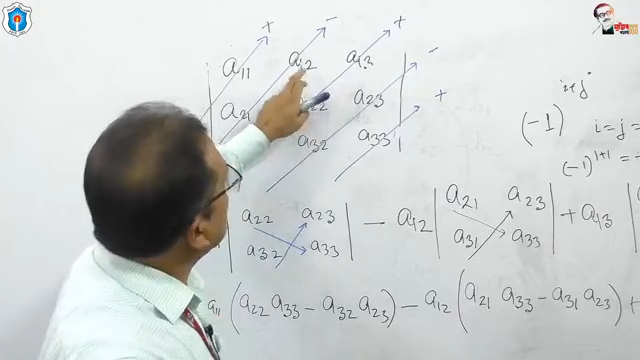 + − + − +
a₁₁ a₁₂ a₁₃
a₂₁ a₂₂ a₂₃
a₃₂ a₃₃
(-1)^{i+j} i=j=
(-1)^{1+1} =
| a₂₂ a₂₃ | − a₁₂ | a₂₁ a₂₃ | + a₁₃ |
| a₃₂ a₃₃ | | a₃₁ a₃₃ |
a₁₁ (a₂₂ a₃₃ − a₃₂ a₂₃) − a₁₂ (a₂₁ a₃₃ − a₃₁ a₂₃) +